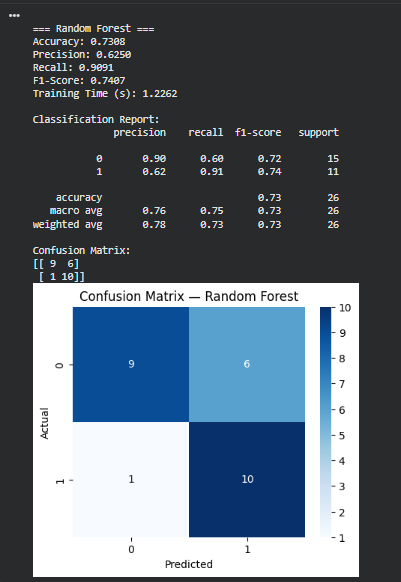 •••
=== Random Forest ===
Accuracy: 0.7308
Precision: 0.6250
Recall: 0.9091
F1-Score: 0.7407
Training Time (s): 1.2262
Classification Report:
precision recall f1-score support
0 0.90 0.60 0.72 15
1 0.62 0.91 0.74 11
accuracy 0.73 26
macro avg 0.76 0.75 0.73 26
weighted avg 0.78 0.73 0.73 26
Confusion Matrix:
[[ 9 6]
[ 1 10]]
Confusion Matrix — Random Forest
10
9
8
7
6
5
4
3
2
1
Actual
0 9 6
1 1 10
0 1
Predicted